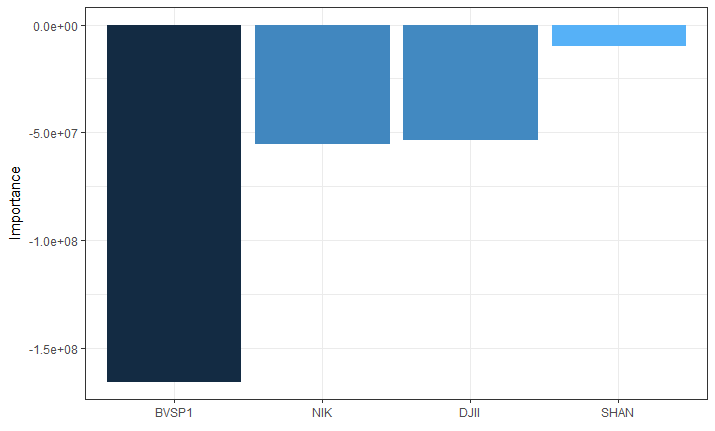 0.0e+00
-5.0e+07
-1.0e+08
-1.5e+08
Importance
BVSP1 NIK DJII SHAN